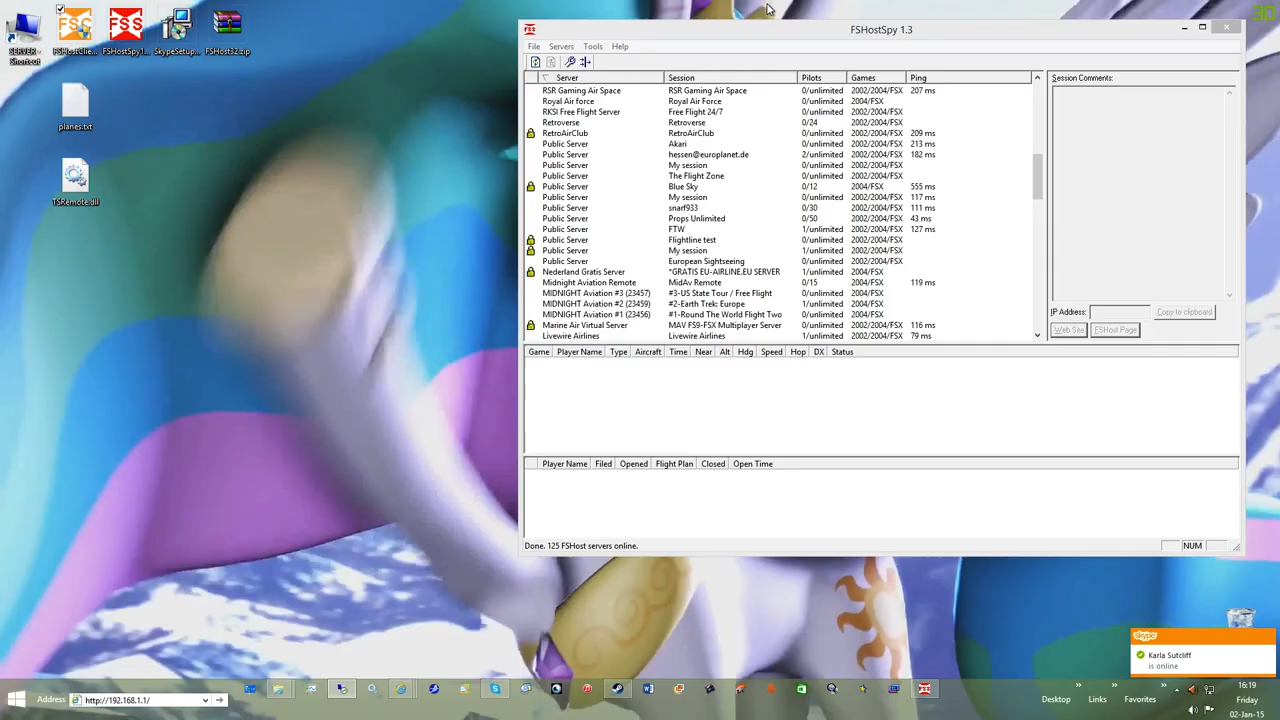 FSHostSpy 1.3
File Servers Tools Help
Server Session Pilots Games Ping
RSR Gaming Air Space RSR Gaming Air Space 0/unlimited 2002/2004/FSX 207 ms
Royal Air force Royal Air Force 0/unlimited 2004/FSX
RKSI Free Flight Server Free Flight 24/7 0/unlimited 2002/2004/FSX
Retroverse Retroverse 0/24 2002/2004/FSX
RetroAirClub RetroAirClub 0/unlimited 2002/2004/FSX 209 ms
Public Server Akari 0/unlimited 2002/2004/FSX 213 ms
Public Server hessen@europlanet.de 2/unlimited 2002/2004/FSX 182 ms
Public Server My session 0/unlimited 2002/2004/FSX
Public Server The Flight Zone 0/unlimited 2002/2004/FSX
Public Server Blue Sky 0/12 2004/FSX 555 ms
Public Server My session 0/unlimited 2002/2004/FSX 117 ms
Public Server snarf933 0/30 2002/2004/FSX 111 ms
Public Server Props Unlimited 0/50 2002/2004/FSX 43 ms
Public Server FTW 1/unlimited 2002/2004/FSX 127 ms
Public Server Flightline test 0/unlimited 2002/2004/FSX
Public Server My session 1/unlimited 2002/2004/FSX
Public Server European Sightseeing 0/unlimited 2002/2004/FSX
Nederland Gratis Server *GRATIS EU-AIRLINE.EU SERVER 1/unlimited 2004/FSX
Midnight Aviation Remote MidAv Remote 0/15 2004/FSX 119 ms
MIDNIGHT Aviation #3 (23457) #3-US State Tour / Free Flight 0/unlimited 2004/FSX
MIDNIGHT Aviation #2 (23459) #2-Earth Trek: Europe 1/unlimited 2004/FSX
MIDNIGHT Aviation #1 (23456) #1-Round The World Flight Two 0/unlimited 2004/FSX
Marine Air Virtual Server MAV FS9-FSX Multiplayer Server 0/unlimited 2002/2004/FSX 116 ms
Livewire Airlines Livewire Airlines 1/unlimited 2002/2004/FSX 79 ms
Session Comments:
IP Address: Copy to clipboard
Web Site FSHost Page
Game Player Name Type Aircraft Time Near Alt Hdg Speed Hop DX Status
Player Name Filed Opened Flight Plan Closed Open Time
Done. 125 FSHost servers online. NUM
SERVER - Shortcut
FSHostClie...
FSHostSpy1...
SkypeSetup...
FSHost32.zip
planes.txt
TSRemote.dll
skype
Karla Sutcliff
is online
Address http://192.168.1.1/
Desktop Links Favorites
16:19
Friday
02-Jan-15